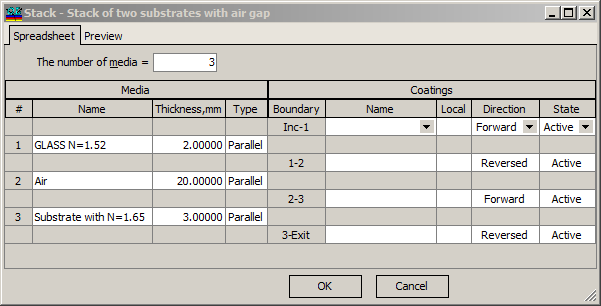 Stack - Stack of two substrates with air gap
Spreadsheet Preview
The number of media = 3
Media Coatings
# Name Thickness,mm Type Boundary Name Local Direction State
Inc-1 Forward Active
1 GLASS N=1.52 2.00000 Parallel
1-2 Reversed Active
2 Air 20.00000 Parallel
2-3 Forward Active
3 Substrate with N=1.65 3.00000 Parallel
3-Exit Reversed Active
OK Cancel